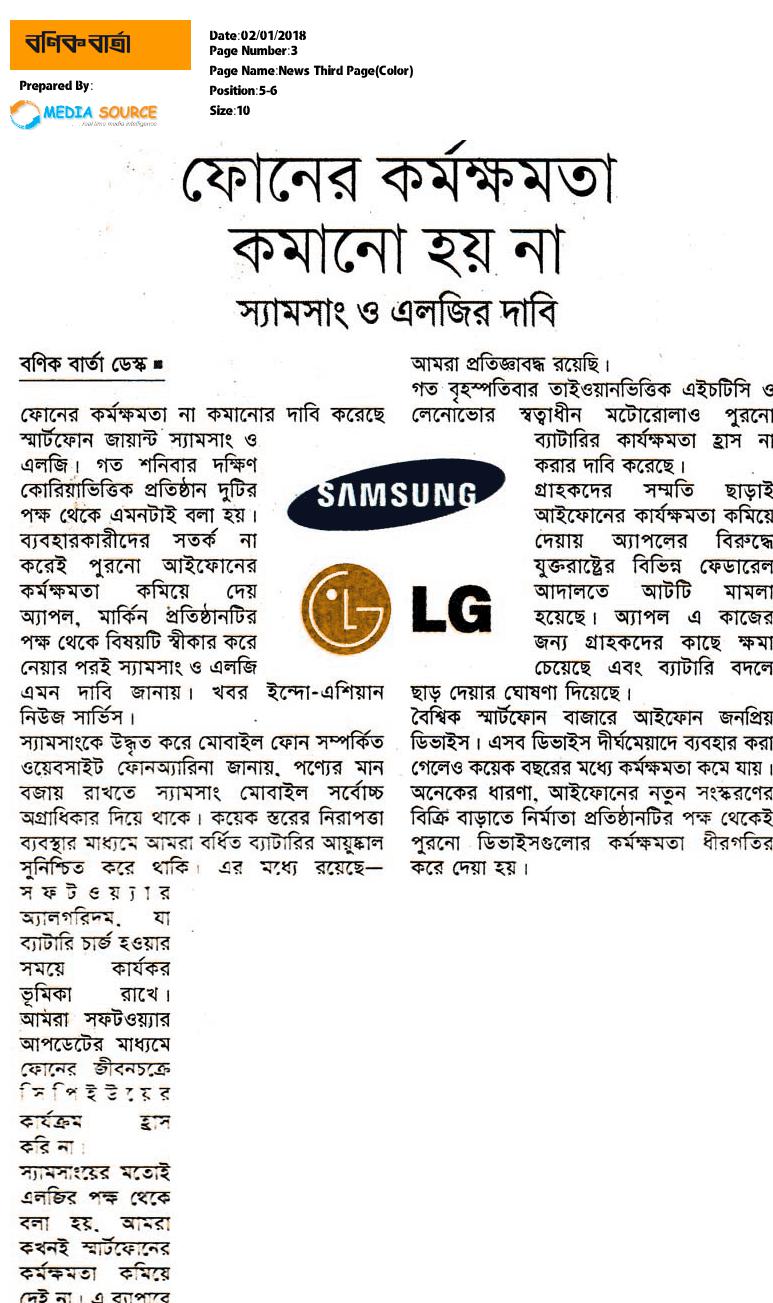 বণিক বার্তা
Prepared By:
MEDIA SOURCE
real time media intelligence
Date:02/01/2018
Page Number:3
Page Name:News Third Page(Color)
Position:5-6
Size:10
ফোনের কর্মক্ষমতা
কমানো হয় না
স্যামসাং ও এলজির দাবি
বণিক বার্তা ডেস্ক ■
ফোনের কর্মক্ষমতা না কমানোর দাবি করেছে
স্মার্টফোন জায়ান্ট স্যামসাং ও
এলজি। গত শনিবার দক্ষিণ
কোরিয়াভিত্তিক প্রতিষ্ঠান দুটির
পক্ষ থেকে এমনটাই বলা হয়।
ব্যবহারকারীদের সতর্ক না
করেই পুরনো আইফোনের
কর্মক্ষমতা কমিয়ে দেয়
অ্যাপল, মার্কিন প্রতিষ্ঠানটির
পক্ষ থেকে বিষয়টি স্বীকার করে
নেয়ার পরই স্যামসাং ও এলজি
এমন দাবি জানায়। খবর ইন্দো-এশিয়ান
নিউজ সার্ভিস।
স্যামসাংকে উদ্ধৃত করে মোবাইল ফোন সম্পর্কিত
ওয়েবসাইট ফোনঅ্যারিনা জানায়, পণ্যের মান
বজায় রাখতে স্যামসাং মোবাইল সর্বোচ্চ
অগ্রাধিকার দিয়ে থাকে। কয়েক স্তরের নিরাপত্তা
ব্যবস্থার মাধ্যমে আমরা বর্ধিত ব্যাটারির আয়ুষ্কাল
সুনিশ্চিত করে থাকি। এর মধ্যে রয়েছে—
সফটওয়্যার
অ্যালগরিদম, যা
ব্যাটারি চার্জ হওয়ার
সময়ে কার্যকর
ভূমিকা রাখে।
আমরা সফটওয়্যার
আপডেটের মাধ্যমে
ফোনের জীবনচক্রে
সিপিইউয়ের
কার্যক্রম হ্রাস
করি না।
স্যামসাংয়ের মতোই
এলজির পক্ষ থেকে
বলা হয়, আমরা
কখনই স্মার্টফোনের
কর্মক্ষমতা কমিয়ে
দেই না। এ ব্যাপারে
SAMSUNG
LG
আমরা প্রতিজ্ঞাবদ্ধ রয়েছি।
গত বৃহস্পতিবার তাইওয়ানভিত্তিক এইচটিসি ও
লেনোভোর স্বত্বাধীন মটোরোলাও পুরনো
ব্যাটারির কার্যক্ষমতা হ্রাস না
করার দাবি করেছে।
গ্রাহকদের সম্মতি ছাড়াই
আইফোনের কার্যক্ষমতা কমিয়ে
দেয়ায় অ্যাপলের বিরুদ্ধে
যুক্তরাষ্ট্রের বিভিন্ন ফেডারেল
আদালতে আটটি মামলা
হয়েছে। অ্যাপল এ কাজের
জন্য গ্রাহকদের কাছে ক্ষমা
চেয়েছে এবং ব্যাটারি বদলে
ছাড় দেয়ার ঘোষণা দিয়েছে।
বৈশ্বিক স্মার্টফোন বাজারে আইফোন জনপ্রিয়
ডিভাইস। এসব ডিভাইস দীর্ঘমেয়াদে ব্যবহার করা
গেলেও কয়েক বছরের মধ্যে কর্মক্ষমতা কমে যায়।
অনেকের ধারণা, আইফোনের নতুন সংস্করণের
বিক্রি বাড়াতে নির্মাতা প্রতিষ্ঠানটির পক্ষ থেকেই
পুরনো ডিভাইসগুলোর কর্মক্ষমতা ধীরগতির
করে দেয়া হয়।